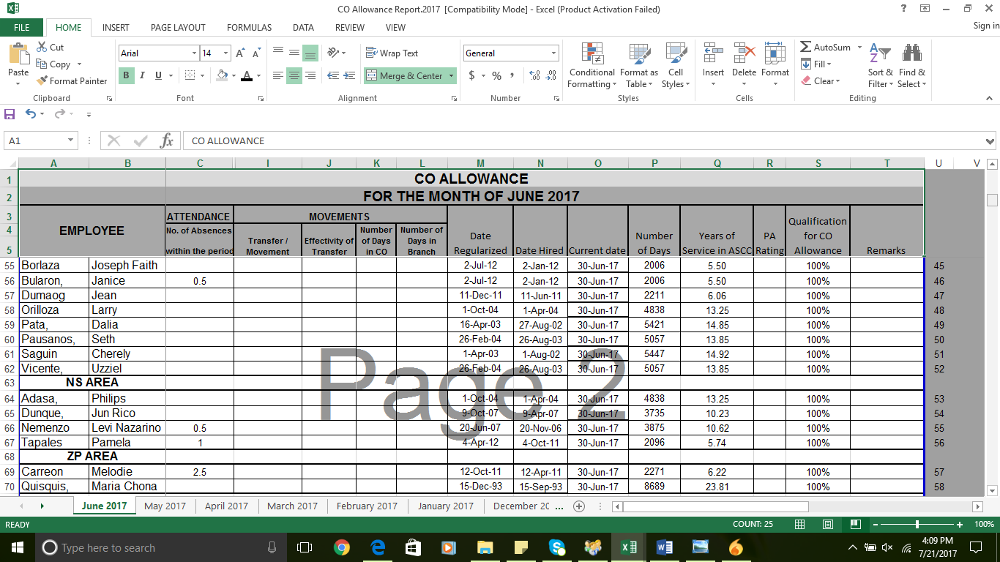 CO Allowance Report.2017 [Compatibility Mode] - Excel (Product Activation Failed)
FILE HOME INSERT PAGE LAYOUT FORMULAS DATA REVIEW VIEW Sign in
Cut
Copy
Format Painter
Paste
Clipboard
Arial 14
B I U
Font
Wrap Text
Merge & Center
Alignment
General
$ % ,
Number
Conditional Formatting
Format as Table
Cell Styles
Styles
Insert Delete Format
Cells
AutoSum
Fill
Clear
Sort & Filter
Find & Select
Editing
A1 fx CO ALLOWANCE
A B C I J K L M N O P Q R S T U V
1 CO ALLOWANCE
2 FOR THE MONTH OF JUNE 2017
3 EMPLOYEE ATTENDANCE MOVEMENTS
4 No. of Absences within the period Transfer / Movement Effectivity of Transfer Number of Days in CO Number of Days in Branch
5 Date Regularized Date Hired Current date Number of Days Years of Service in ASCC PA Rating Qualification for CO Allowance Remarks
55 Borlaza Joseph Faith 2-Jul-12 2-Jan-12 30-Jun-17 2006 5.50 100% 45
56 Bularon, Janice 0.5 2-Jul-12 2-Jan-12 30-Jun-17 2006 5.50 100% 46
57 Dumaog Jean 11-Dec-11 11-Jun-11 30-Jun-17 2211 6.06 100% 47
58 Orilloza Larry 1-Oct-04 1-Apr-04 30-Jun-17 4838 13.25 100% 48
59 Pata, Dalia 16-Apr-03 27-Aug-02 30-Jun-17 5421 14.85 100% 49
60 Pausanos, Seth 26-Feb-04 26-Aug-03 30-Jun-17 5057 13.85 100% 50
61 Saguin Cherely 1-Apr-03 1-Aug-02 30-Jun-17 5447 14.92 100% 51
62 Vicente, Uzziel 26-Feb-04 26-Aug-03 30-Jun-17 5057 13.85 100% 52
63 NS AREA
Page 2
64 Adasa, Philips 1-Oct-04 1-Apr-04 30-Jun-17 4838 13.25 100% 53
65 Dunque, Jun Rico 9-Oct-07 9-Apr-07 30-Jun-17 3735 10.23 100% 54
66 Nemenzo Levi Nazarino 0.5 20-Jun-07 20-Nov-06 30-Jun-17 3875 10.62 100% 55
67 Tapales Pamela 1 4-Apr-12 4-Oct-11 30-Jun-17 2096 5.74 100% 56
68 ZP AREA
69 Carreon Melodie 2.5 12-Oct-11 12-Apr-11 30-Jun-17 2271 6.22 100% 57
70 Quisquis, Maria Chona 15-Dec-93 15-Sep-93 30-Jun-17 8689 23.81 100% 58
June 2017 May 2017 April 2017 March 2017 February 2017 January 2017 December 20 ...
READY COUNT: 25 100%
Type here to search
4:09 PM
7/21/2017